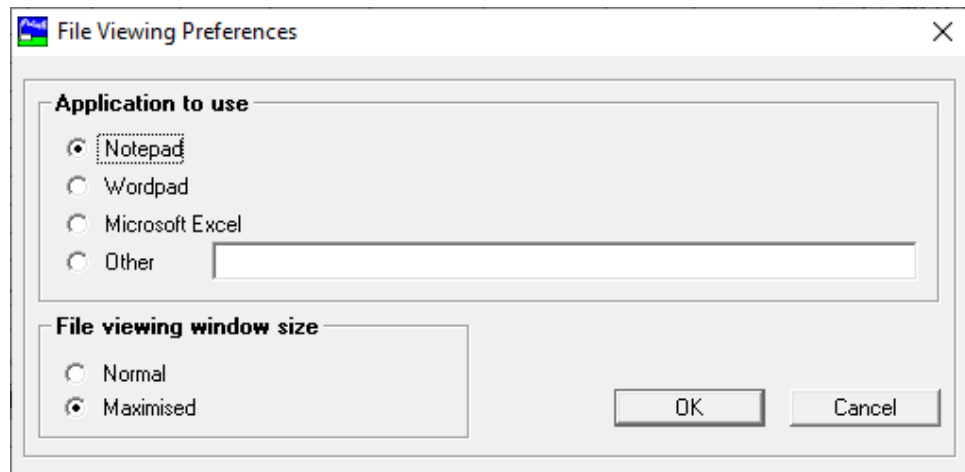 File Viewing Preferences
Application to use
Notepad
Wordpad
Microsoft Excel
Other
File viewing window size
Normal
Maximised
OK
Cancel